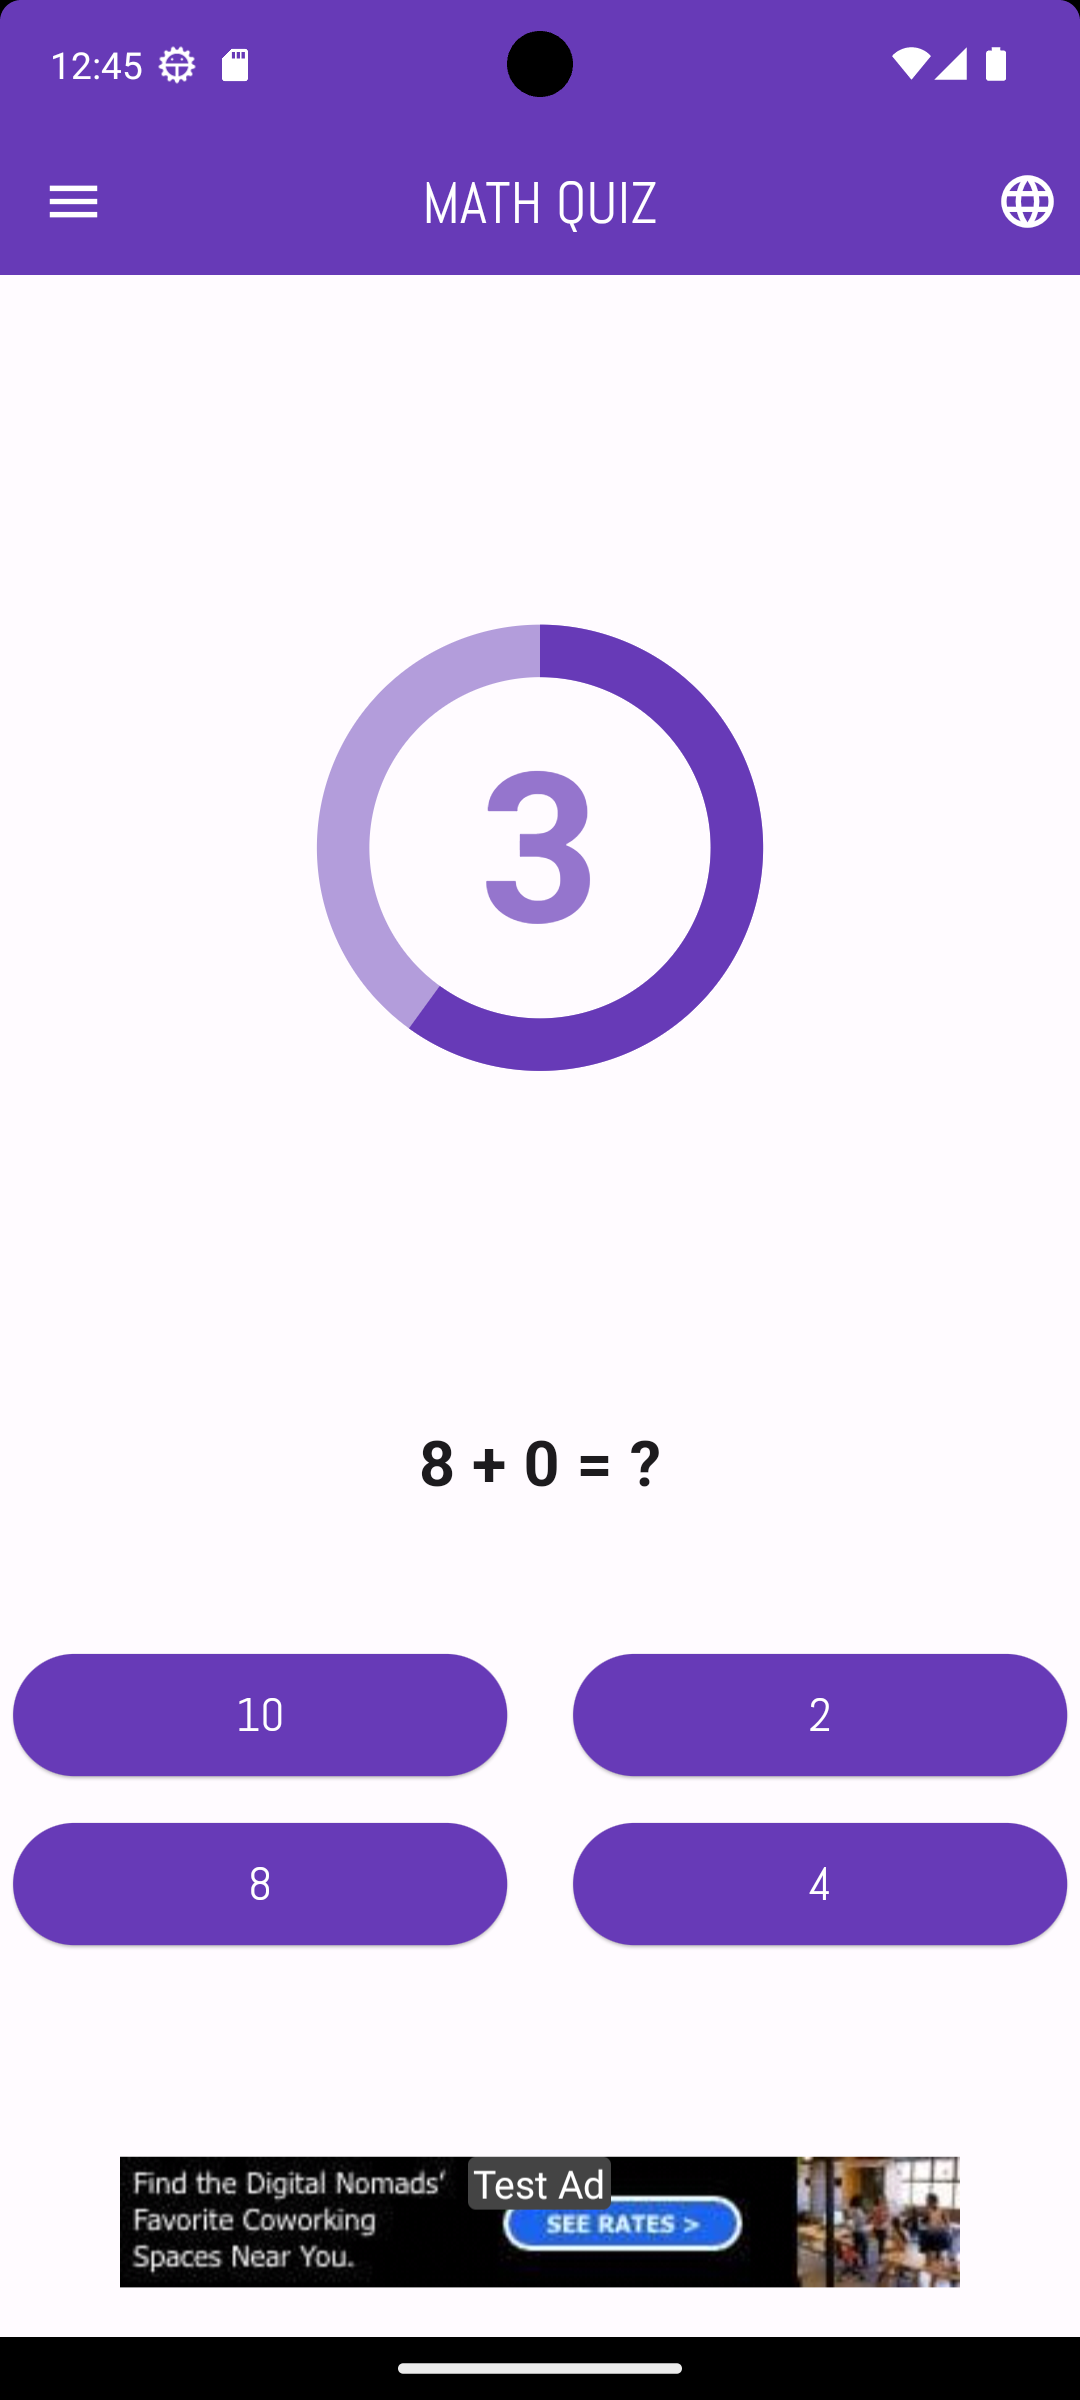 12:45
MATH QUIZ
3
8 + 0 = ?
10
2
8
4
Find the Digital Nomads'
Favorite Coworking
Spaces Near You.
Test Ad
SEE RATES >